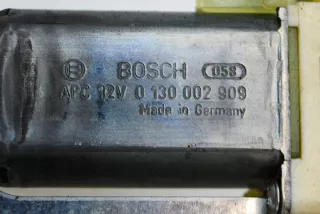 BOSCH 058
APC 12V 0 130 002 909
Made in Germany